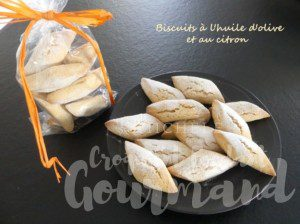 Biscuits à l'huile d'olive
et au citron
Gourmand